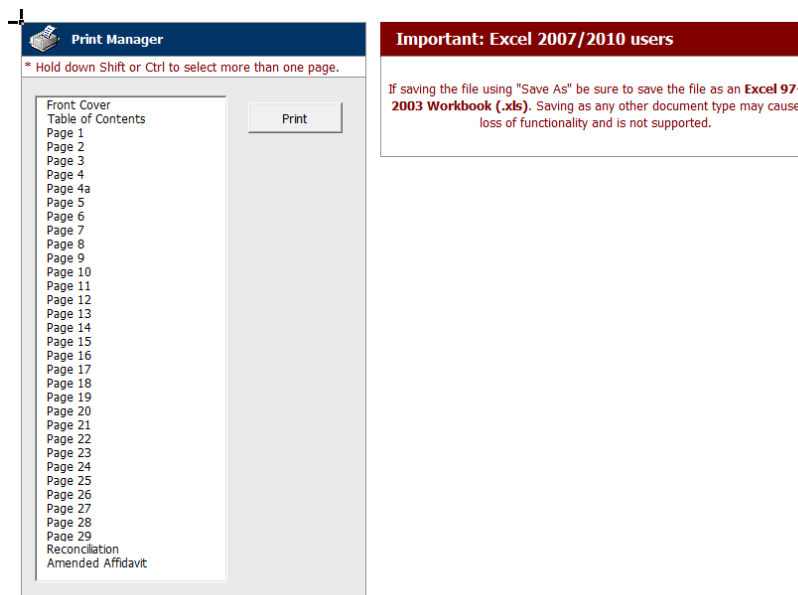 Print Manager
* Hold down Shift or Ctrl to select more than one page.
Front Cover
Table of Contents
Page 1
Page 2
Page 3
Page 4
Page 4a
Page 5
Page 6
Page 7
Page 8
Page 9
Page 10
Page 11
Page 12
Page 13
Page 14
Page 15
Page 16
Page 17
Page 18
Page 19
Page 20
Page 21
Page 22
Page 23
Page 24
Page 25
Page 26
Page 27
Page 28
Page 29
Reconciliation
Amended Affidavit
Print
Important: Excel 2007/2010 users
If saving the file using "Save As" be sure to save the file as an Excel 97-
2003 Workbook (.xls). Saving as any other document type may cause
loss of functionality and is not supported.